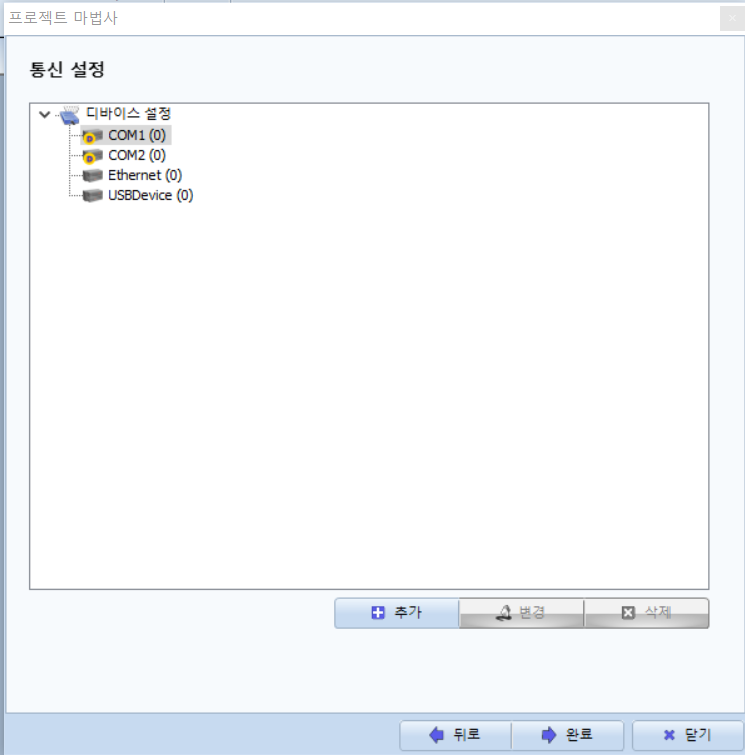 프로젝트 마법사
통신 설정
디바이스 설정
COM1 (0)
COM2 (0)
Ethernet (0)
USBDevice (0)
추가 변경 삭제
뒤로 완료 닫기